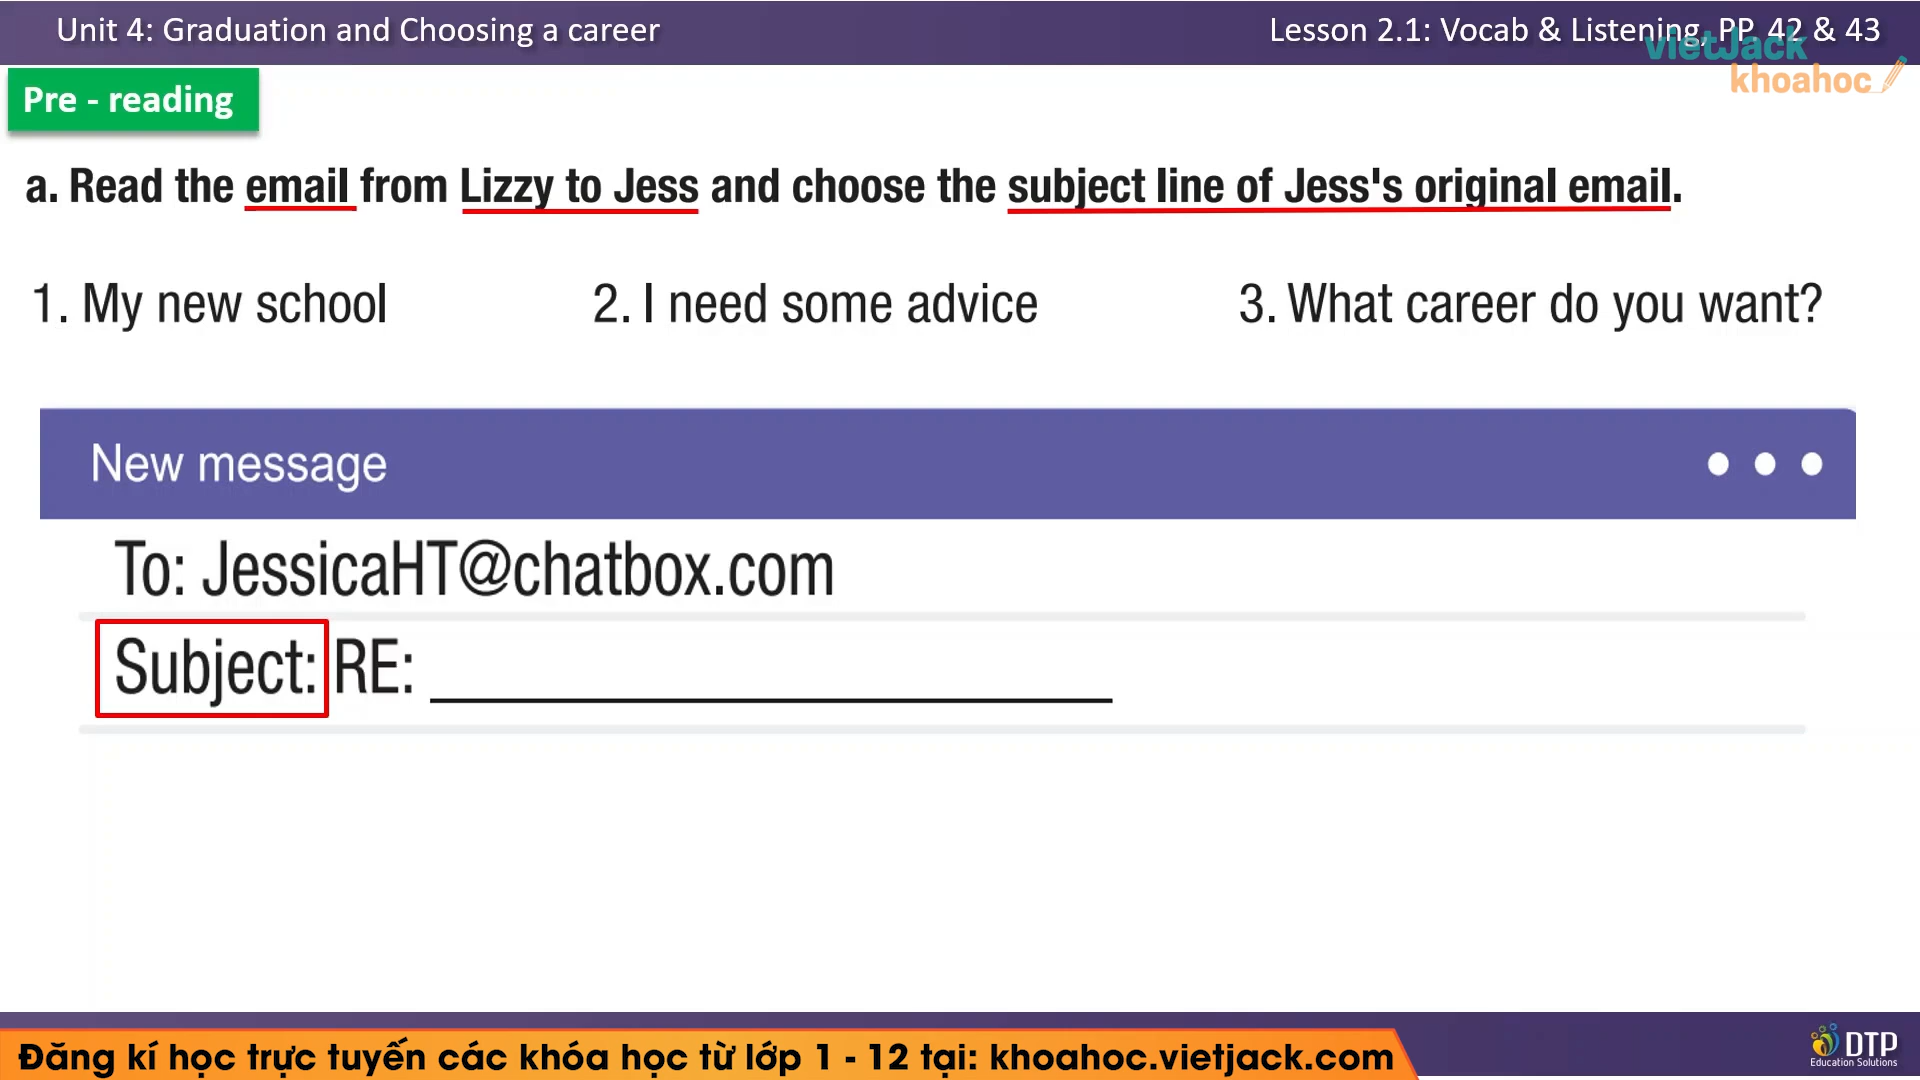 Unit 4: Graduation and Choosing a career
Lesson 2.1: Vocab & Listening, PP. 42 & 43
vietJack
khoahoc
Pre - reading
a. Read the email from Lizzy to Jess and choose the subject line of Jess's original email.
1. My new school
2. I need some advice
3. What career do you want?
New message
To: JessicaHT@chatbox.com
Subject: RE:
Đăng kí học trực tuyến các khóa học từ lớp 1 - 12 tại: khoahoc.vietjack.com
DTP
Education Solutions